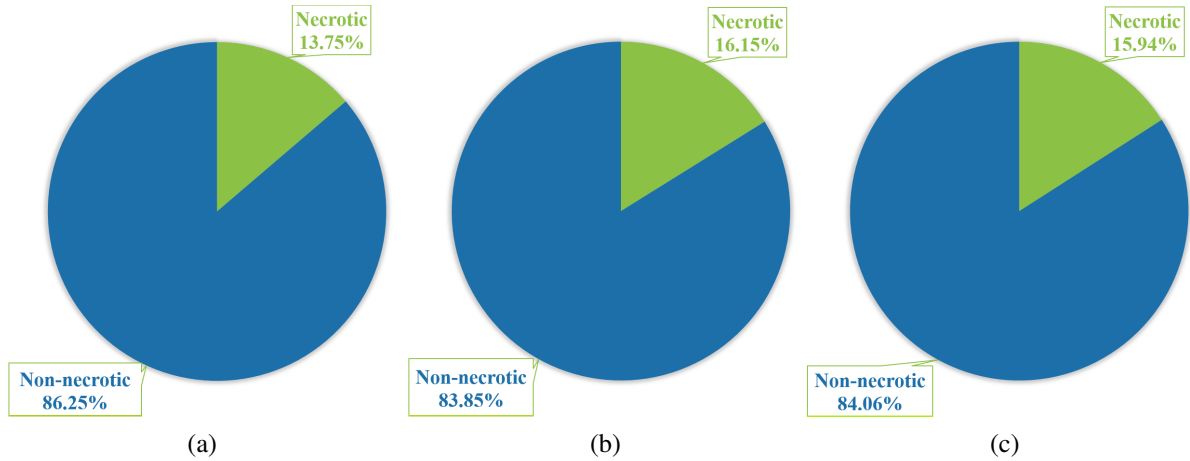 Necrotic
13.75%
Non-necrotic
86.25%
(a)
Necrotic
16.15%
Non-necrotic
83.85%
(b)
Necrotic
15.94%
Non-necrotic
84.06%
(c)